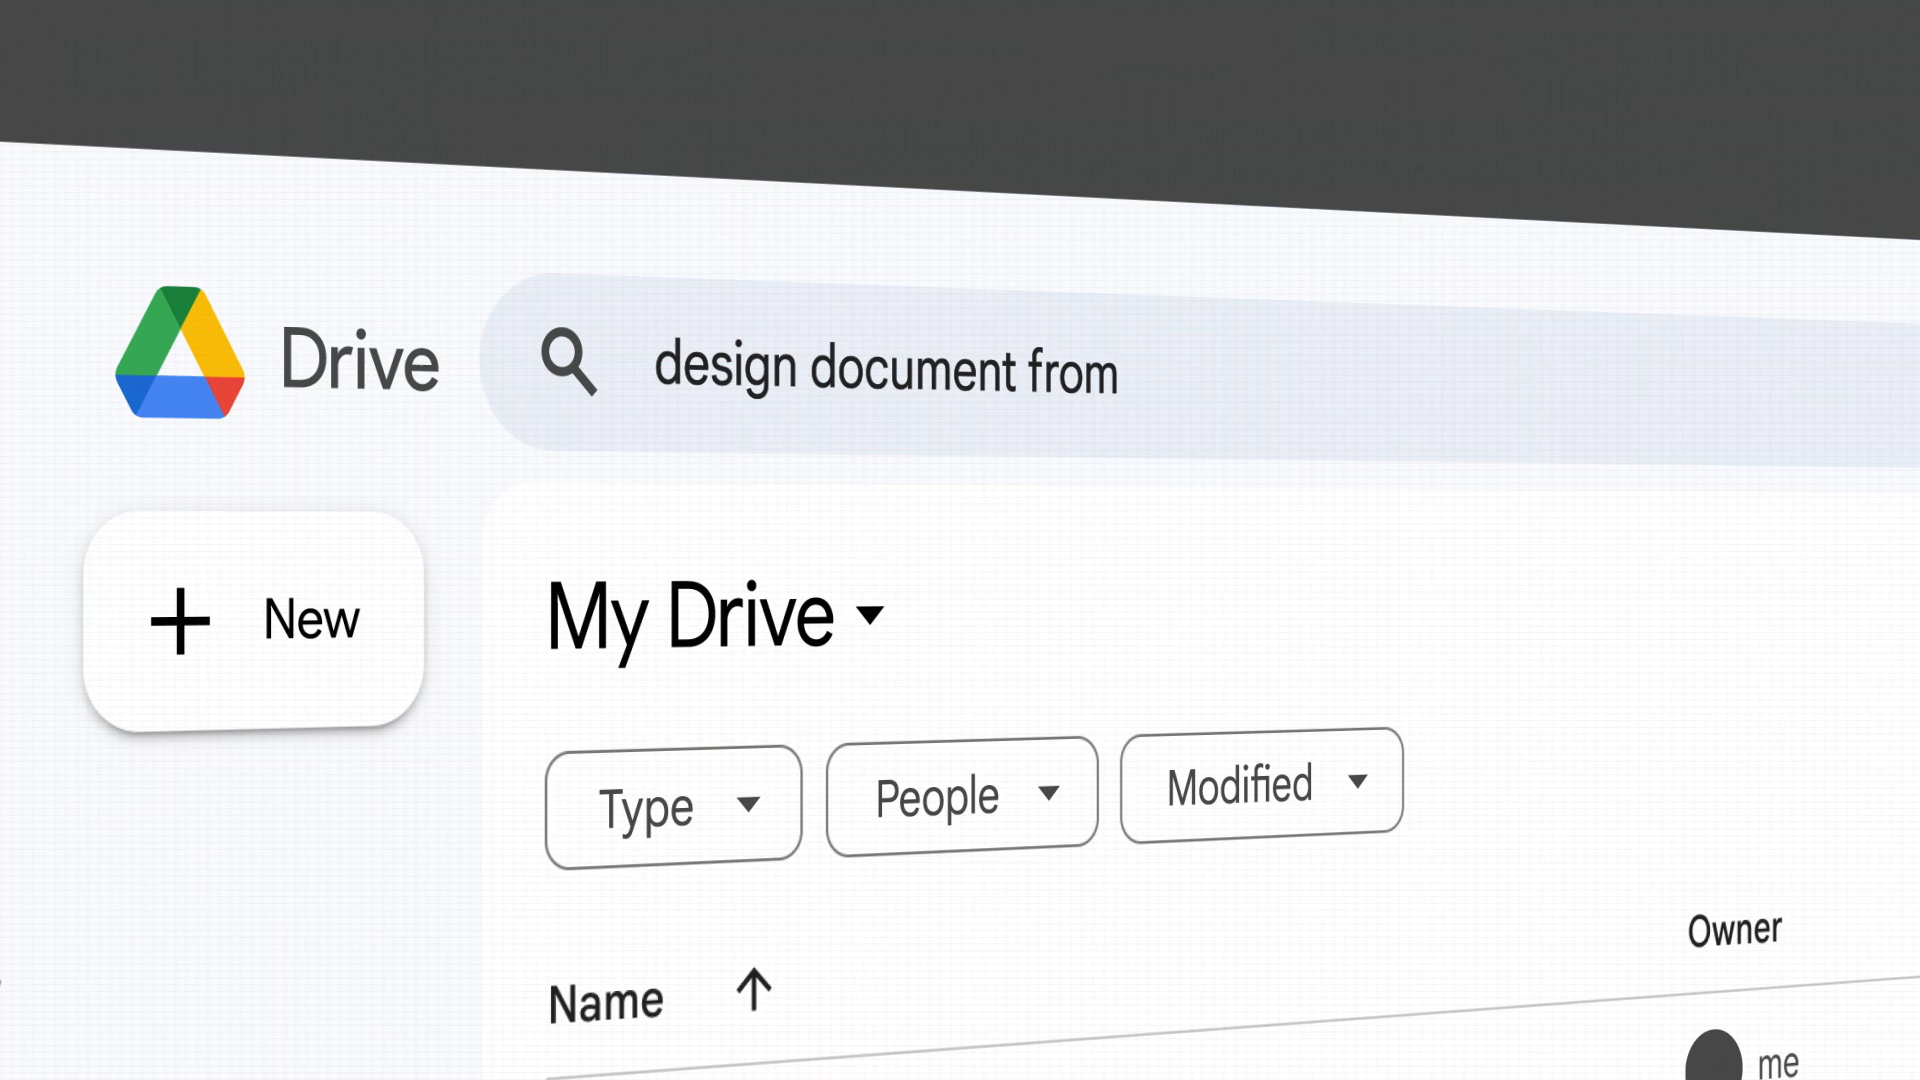 Drive
design document from
New
My Drive
Type
People
Modified
Name
Owner
me